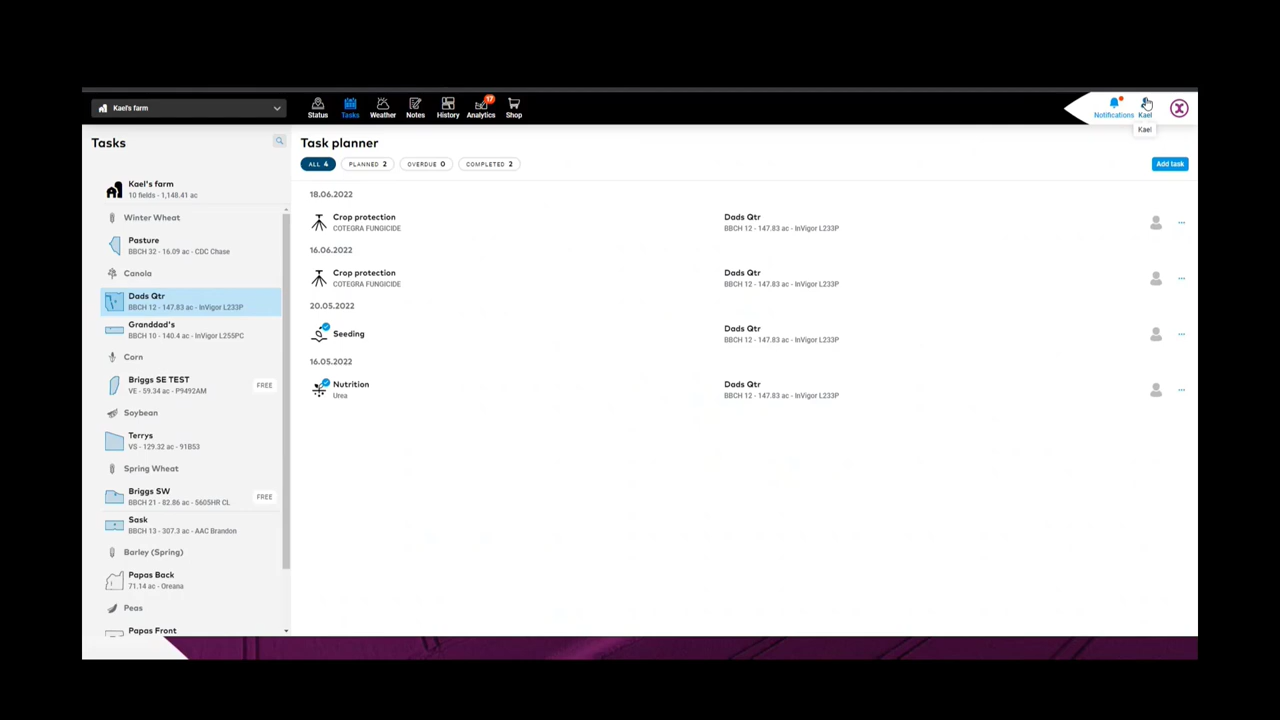 Kael's farm
Status
Tasks
Weather
Notes
History
17
Analytics
Shop
Notifications
Kael
Kael
Tasks
Kael's farm
10 fields - 1,148.41 ac
Winter Wheat
Pasture
BBCH 32 - 16.09 ac - CDC Chase
Canola
Dads Qtr
BBCH 12 - 147.83 ac - InVigor L233P
Granddad's
BBCH 10 - 140.4 ac - InVigor L255PC
Corn
Briggs SE TEST
VE - 59.34 ac - P9492AM
FREE
Soybean
Terrys
VS - 129.32 ac - 91B53
Spring Wheat
Briggs SW
BBCH 21 - 82.86 ac - 5605HR CL
FREE
Sask
BBCH 13 - 307.3 ac - AAC Brandon
Barley (Spring)
Papas Back
71.14 ac - Oreana
Peas
Papas Front
Task planner
ALL 4
PLANNED 2
OVERDUE 0
COMPLETED 2
Add task
18.06.2022
Crop protection
COTEGRA FUNGICIDE
Dads Qtr
BBCH 12 - 147.83 ac - InVigor L233P
16.06.2022
Crop protection
COTEGRA FUNGICIDE
Dads Qtr
BBCH 12 - 147.83 ac - InVigor L233P
20.05.2022
Seeding
Dads Qtr
BBCH 12 - 147.83 ac - InVigor L233P
16.05.2022
Nutrition
Urea
Dads Qtr
BBCH 12 - 147.83 ac - InVigor L233P